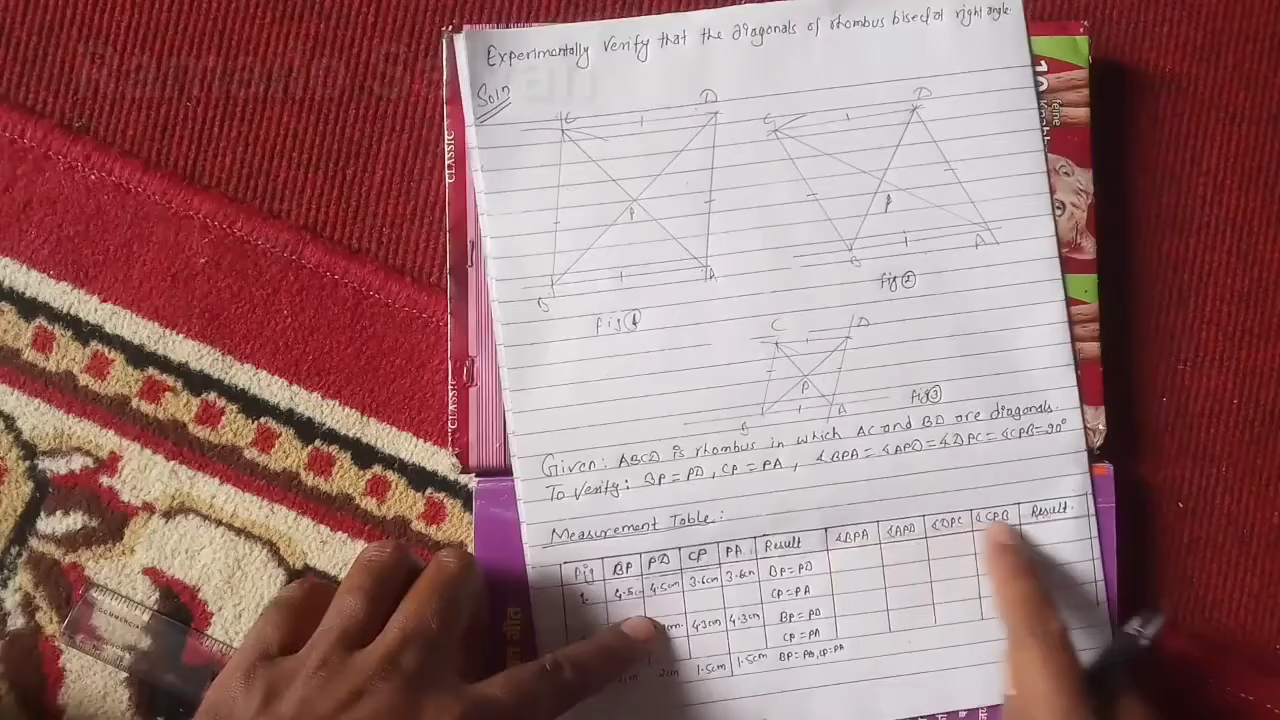 Experimentally verify that the diagonals of rhombus bisect at right angle.
Soln
C D
C D
P
P
B A
B A
fig 1
fig 2
C D
P
B A
fig 3
Given: ABCD is rhombus in which AC and BD are diagonals.
To verify: BP = PD, CP = PA, ∢BPA = ∢APD = ∢DPC = ∢CPB = 90°
Measurement Table:
Fig BP PD CP PA Result ∢BPA ∢APD ∢DPC ∢CPB Result
1. 4.5c 4.5cm 3.6cm 3.6cm BP = PD
CP = PA
cm. 4.3cm 4.3cm BP = PD
CP = PA
2cm 1.5cm 1.5cm BP = PD, CP = PA
CLASSIC
CLASSIC
10
feine